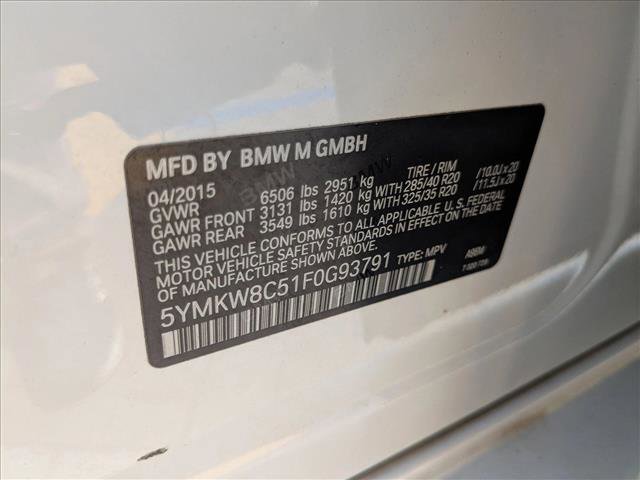 MFD BY BMW M GMBH
04/2015 TIRE / RIM
GVWR 6506 lbs 2951 kg
GAWR FRONT 3131 lbs 1420 kg WITH 285/40 R20 /10.0J x 20
GAWR REAR 3549 lbs 1610 kg WITH 325/35 R20 /11.5J x 20
THIS VEHICLE CONFORMS TO ALL APPLICABLE U. S. FEDERAL
MOTOR VEHICLE SAFETY STANDARDS IN EFFECT ON THE DATE
OF MANUFACTURE SHOWN ABOVE.
5YMKW8C51F0G93791 TYPE: MPV